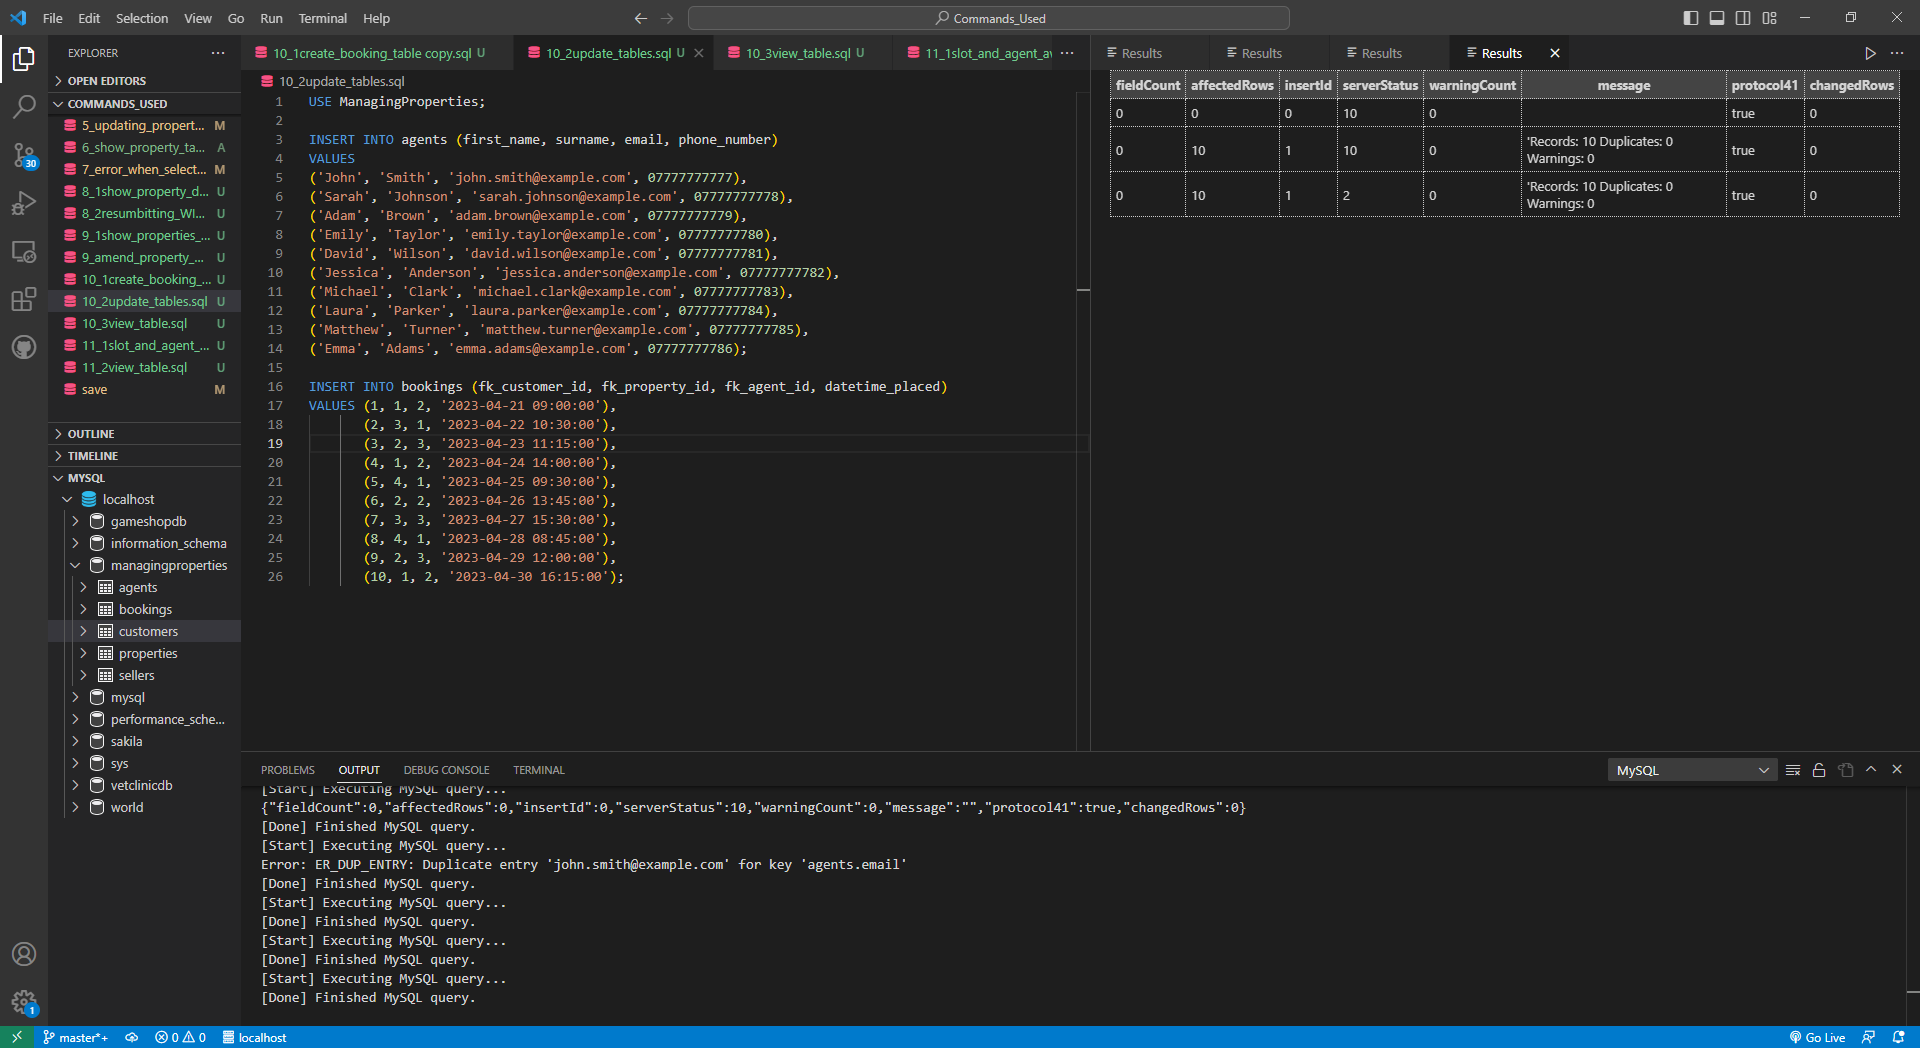 File Edit Selection View Go Run Terminal Help
Commands_Used
EXPLORER
OPEN EDITORS
COMMANDS_USED
5_updating_propert... M
6_show_property_ta... A
7_error_when_select... M
8_1show_property_d... U
8_2resumbitting_WI... U
9_1show_properties_... U
9_amend_property_... U
10_1create_booking_... U
10_2update_tables.sql U
10_3view_table.sql U
11_1slot_and_agent_... U
11_2view_table.sql U
save M
OUTLINE
TIMELINE
MYSQL
localhost
gameshopdb
information_schema
managingproperties
agents
bookings
customers
properties
sellers
mysql
performance_sche...
sakila
sys
vetclinicdb
world
30
1
10_1create_booking_table copy.sql U
10_2update_tables.sql U
10_3view_table.sql U
11_1slot_and_agent_av
10_2update_tables.sql
1 USE ManagingProperties;
2
3 INSERT INTO agents (first_name, surname, email, phone_number)
4 VALUES
5 ('John', 'Smith', 'john.smith@example.com', 07777777777),
6 ('Sarah', 'Johnson', 'sarah.johnson@example.com', 07777777778),
7 ('Adam', 'Brown', 'adam.brown@example.com', 07777777779),
8 ('Emily', 'Taylor', 'emily.taylor@example.com', 07777777780),
9 ('David', 'Wilson', 'david.wilson@example.com', 07777777781),
10 ('Jessica', 'Anderson', 'jessica.anderson@example.com', 07777777782),
11 ('Michael', 'Clark', 'michael.clark@example.com', 07777777783),
12 ('Laura', 'Parker', 'laura.parker@example.com', 07777777784),
13 ('Matthew', 'Turner', 'matthew.turner@example.com', 07777777785),
14 ('Emma', 'Adams', 'emma.adams@example.com', 07777777786);
15
16 INSERT INTO bookings (fk_customer_id, fk_property_id, fk_agent_id, datetime_placed)
17 VALUES (1, 1, 2, '2023-04-21 09:00:00'),
18 (2, 3, 1, '2023-04-22 10:30:00'),
19 (3, 2, 3, '2023-04-23 11:15:00'),
20 (4, 1, 2, '2023-04-24 14:00:00'),
21 (5, 4, 1, '2023-04-25 09:30:00'),
22 (6, 2, 2, '2023-04-26 13:45:00'),
23 (7, 3, 3, '2023-04-27 15:30:00'),
24 (8, 4, 1, '2023-04-28 08:45:00'),
25 (9, 2, 3, '2023-04-29 12:00:00'),
26 (10, 1, 2, '2023-04-30 16:15:00');
Results Results Results Results
fieldCount affectedRows insertId serverStatus warningCount message protocol41 changedRows
0 0 0 10 0 true 0
0 10 1 10 0 'Records: 10 Duplicates: 0 Warnings: 0 true 0
0 10 1 2 0 'Records: 10 Duplicates: 0 Warnings: 0 true 0
PROBLEMS OUTPUT DEBUG CONSOLE TERMINAL
MySQL
[Start] Executing MySQL query...
{"fieldCount":0,"affectedRows":0,"insertId":0,"serverStatus":10,"warningCount":0,"message":"","protocol41":true,"changedRows":0}
[Done] Finished MySQL query.
[Start] Executing MySQL query...
Error: ER_DUP_ENTRY: Duplicate entry 'john.smith@example.com' for key 'agents.email'
[Done] Finished MySQL query.
[Start] Executing MySQL query...
[Done] Finished MySQL query.
[Start] Executing MySQL query...
[Done] Finished MySQL query.
[Start] Executing MySQL query...
[Done] Finished MySQL query.
master*+ 0 0 localhost
Go Live